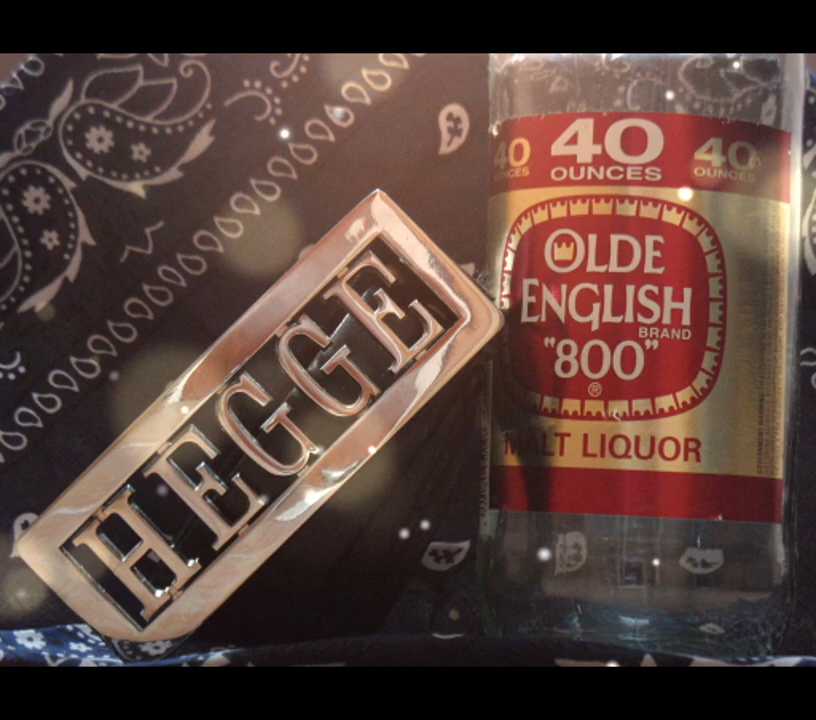 HEGGE
40 40 40
OUNCES OUNCES
OLDE
ENGLISH
BRAND
"800"
®
MALT LIQUOR